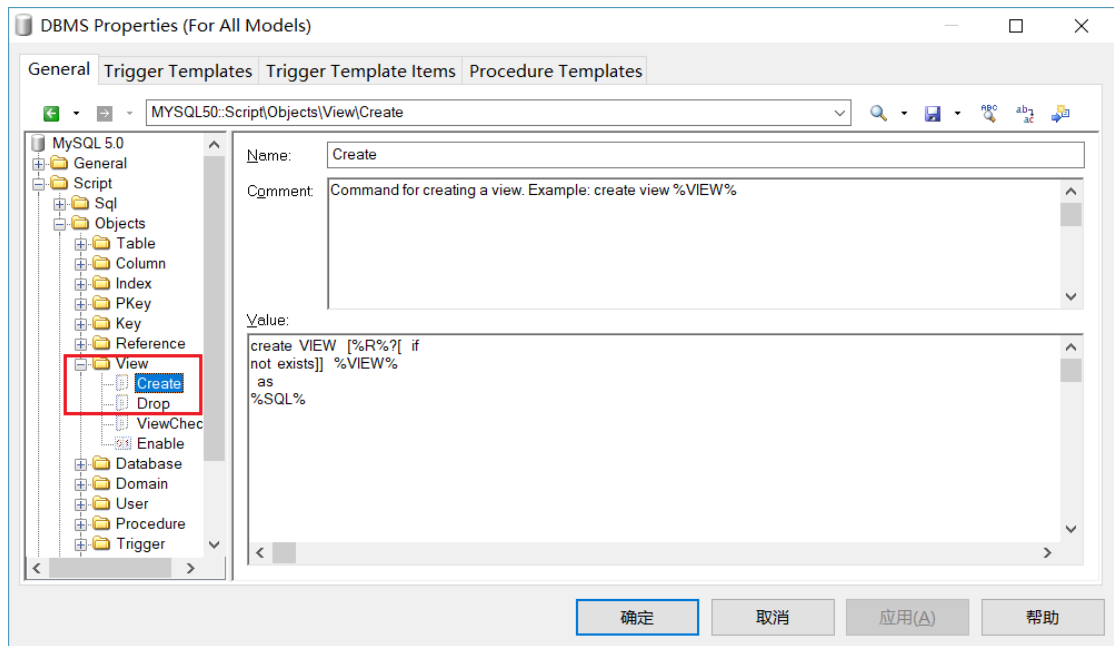 DBMS Properties (For All Models)
General Trigger Templates Trigger Template Items Procedure Templates
MYSQL50::Script\Objects\View\Create
MySQL 5.0
General
Script
Sql
Objects
Table
Column
Index
PKey
Key
Reference
View
Create
Drop
ViewChec
Enable
Database
Domain
User
Procedure
Trigger
Name: Create
Comment: Command for creating a view. Example: create view %VIEW%
Value:
create VIEW [%R%?[ if
not exists]] %VIEW%
as
%SQL%
确定 取消 应用(A) 帮助